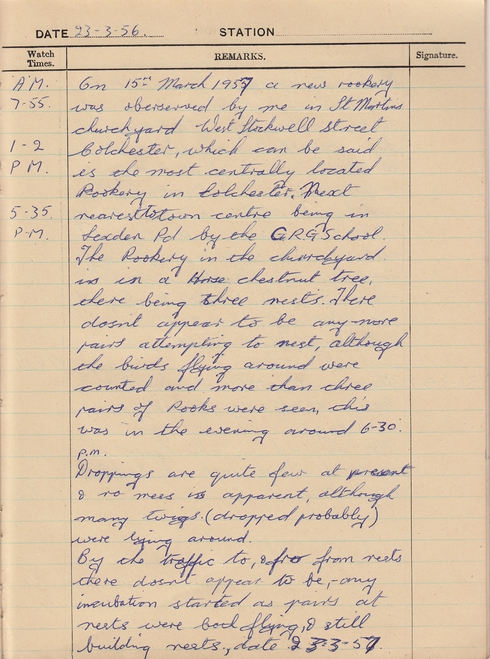 DATE 23-3-56. STATION
Watch Times. REMARKS. Signature.
A.M. On 15th March 1957 a new rookery
7-55. was oberserved by me in St Martins
churchyard West Stockwell Street
1-2 Colchester, which can be said
P.M. is the most centrally located
Rookery in Colchester. Next
5-35 nearest to town centre being in
P.M. Lexden Rd by the C.R.G School.
The Rookery in the churchyard
is in a Horse chestnut tree,
there being three nests. There
doesnt appear to be any-more
pairs attempting to nest, although
the birds flying around were
counted and more than three
pairs of Rooks were seen, this
was in the evening around 6-30.
p.m.
Droppings are quite few at present
& no mess is apparent, although
many twigs (dropped probably)
were lying around.
By the traffic to, & fro from nests
there doesn't appear to be,-any
incubation started as pairs at
nests were both flying, & still
building nests, date 23-3-57.